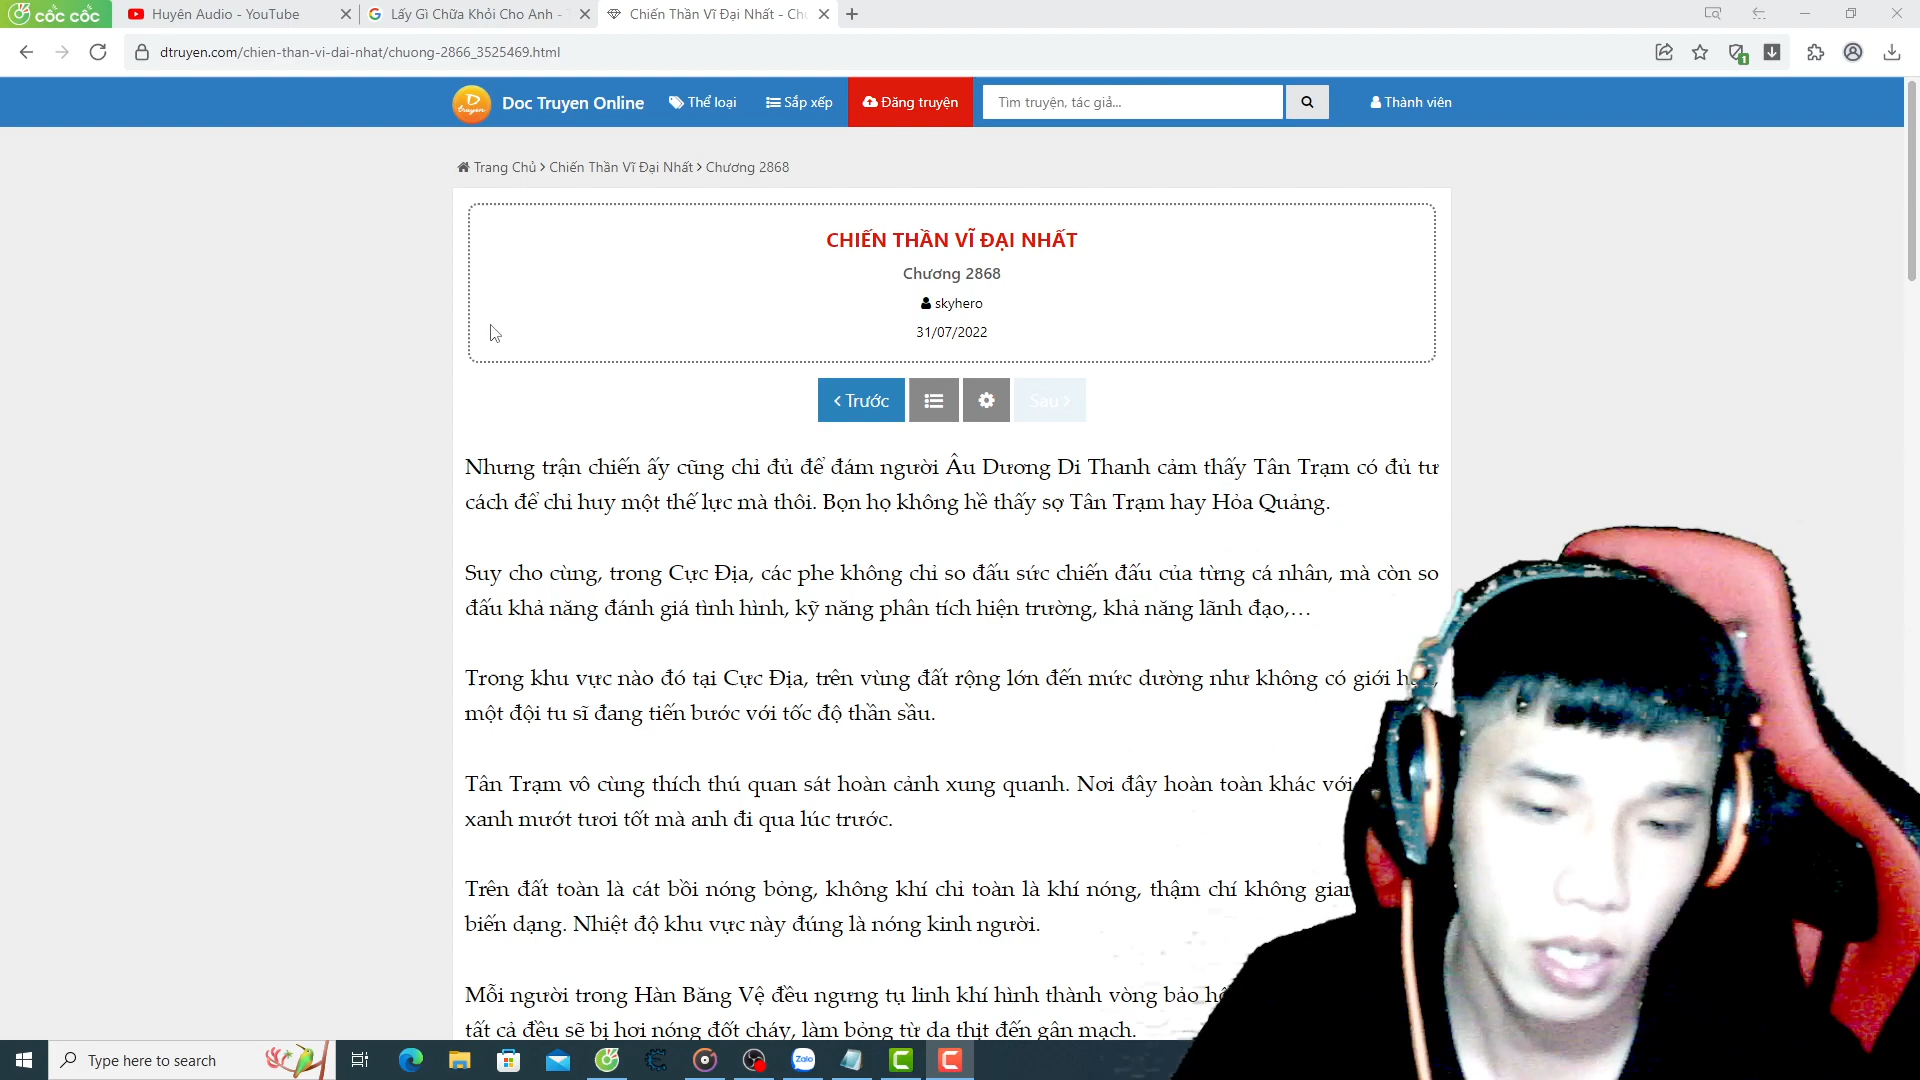 cốc cốc
Huyên Audio - YouTube
Lấy Gì Chữa Khỏi Cho Anh -
Chiến Thần Vĩ Đại Nhất - Chư
dtruyen.com/chien-than-vi-dai-nhat/chuong-2866_3525469.html
1
D
truyen
Doc Truyen Online
Thể loại
Sắp xếp
Đăng truyện
Tìm truyện, tác giả...
Thành viên
Trang Chủ > Chiến Thần Vĩ Đại Nhất > Chương 2868
CHIẾN THẦN VĨ ĐẠI NHẤT
Chương 2868
skyhero
31/07/2022
Trước
Sau
Nhưng trận chiến ấy cũng chỉ đủ để đám người Âu Dương Di Thanh cảm thấy Tân Trạm có đủ tư
cách để chỉ huy một thế lực mà thôi. Bọn họ không hề thấy sợ Tân Trạm hay Hỏa Quảng.
Suy cho cùng, trong Cực Địa, các phe không chỉ so đấu sức chiến đấu của từng cá nhân, mà còn so
đấu khả năng đánh giá tình hình, kỹ năng phân tích hiện trường, khả năng lãnh đạo,…
Trong khu vực nào đó tại Cực Địa, trên vùng đất rộng lớn đến mức dường như không có giới
một đội tu sĩ đang tiến bước với tốc độ thần sầu.
Tân Trạm vô cùng thích thú quan sát hoàn cảnh xung quanh. Nơi đây hoàn toàn khác với
xanh mướt tươi tốt mà anh đi qua lúc trước.
Trên đất toàn là cát bồi nóng bỏng, không khí chỉ toàn là khí nóng, thậm chí không gian
biến dạng. Nhiệt độ khu vực này đúng là nóng kinh người.
Mỗi người trong Hàn Băng Vệ đều ngưng tụ linh khí hình thành vòng bảo hộ
tất cả đều sẽ bị hơi nóng đốt cháy, làm bỏng từ da thịt đến gân mạch.
Type here to search
Zalo